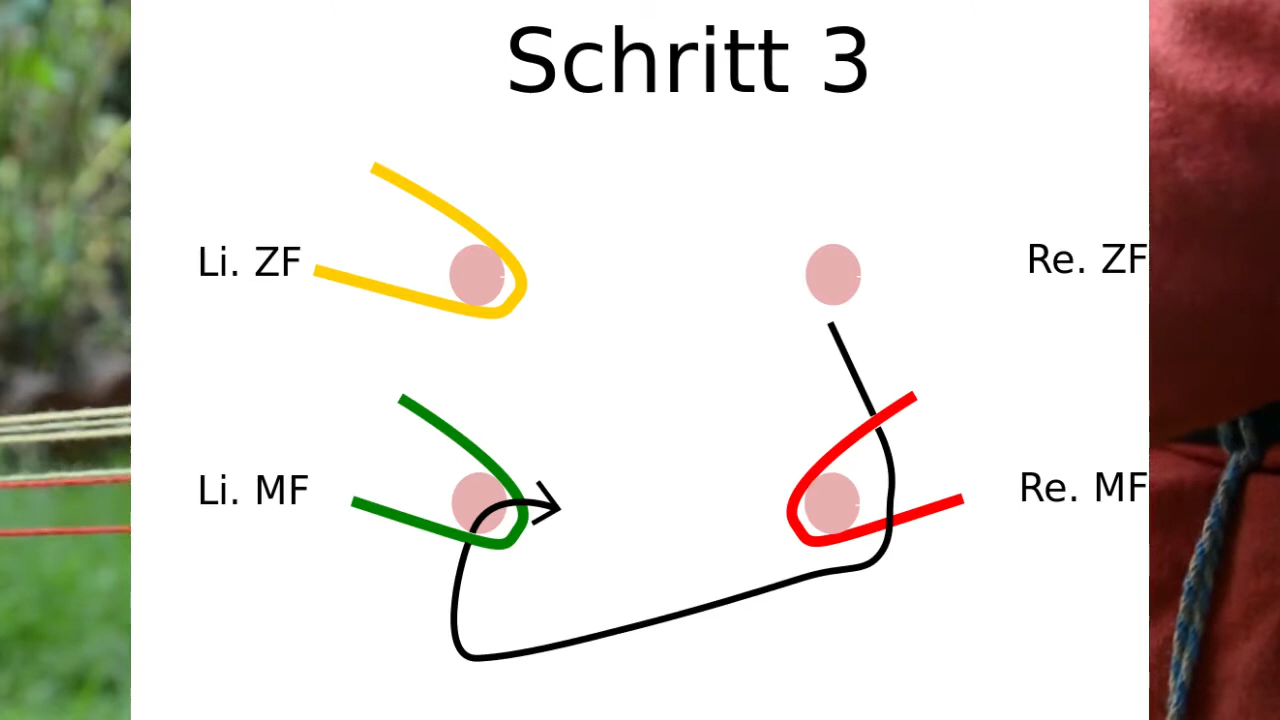 Schritt 3
Li. ZF
Re. ZF
Li. MF
Re. MF